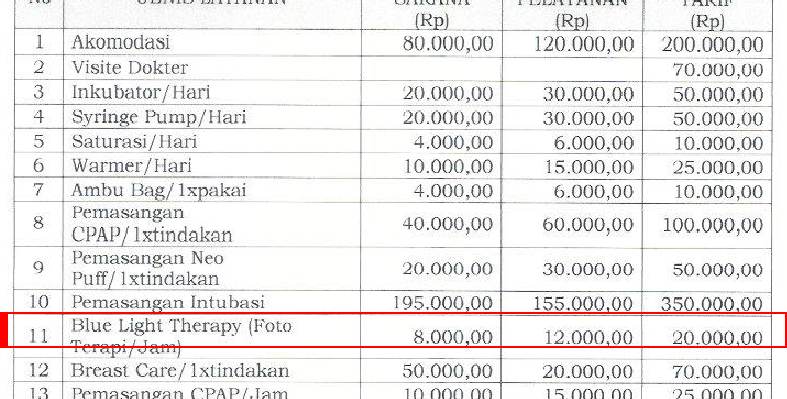 No JENIS LAYANAN SARANA PELAYANAN TARIF
(Rp) (Rp) (Rp)
1 Akomodasi 80.000,00 120.000,00 200.000,00
2 Visite Dokter 70.000,00
3 Inkubator/Hari 20.000,00 30.000,00 50.000,00
4 Syringe Pump/Hari 20.000,00 30.000,00 50.000,00
5 Saturasi/Hari 4.000,00 6.000,00 10.000,00
6 Warmer/Hari 10.000,00 15.000,00 25.000,00
7 Ambu Bag/1xpakai 4.000,00 6.000,00 10.000,00
8 Pemasangan
CPAP/1xtindakan 40.000,00 60.000,00 100.000,00
9 Pemasangan Neo
Puff/1xtindakan 20.000,00 30.000,00 50.000,00
10 Pemasangan Intubasi 195.000,00 155.000,00 350.000,00
11 Blue Light Therapy (Foto
Terapi/Jam) 8.000,00 12.000,00 20.000,00
12 Breast Care/1xtindakan 50.000,00 20.000,00 70.000,00
13 Pemasangan CPAP/Jam 10.000,00 15.000,00 25.000,00